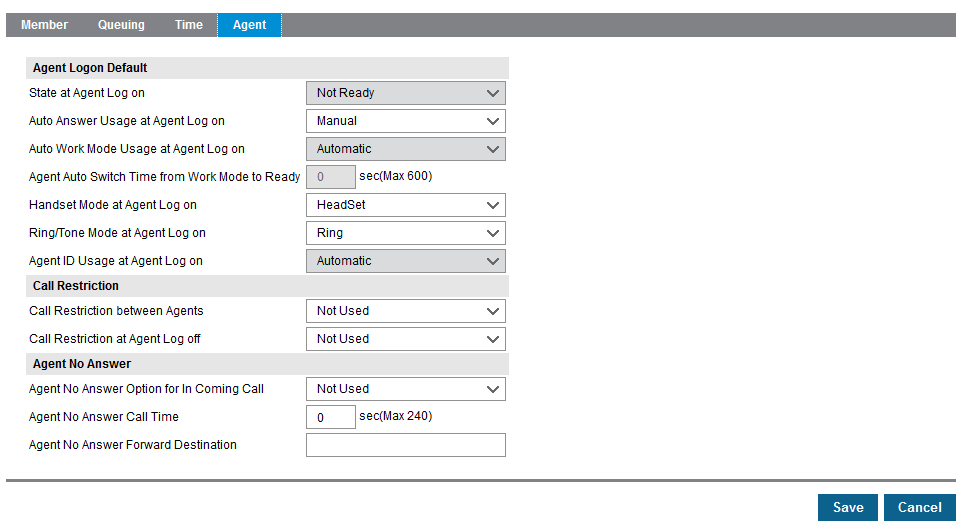 Member Queuing Time Agent
Agent Logon Default
State at Agent Log on Not Ready
Auto Answer Usage at Agent Log on Manual
Auto Work Mode Usage at Agent Log on Automatic
Agent Auto Switch Time from Work Mode to Ready 0 sec(Max 600)
Handset Mode at Agent Log on HeadSet
Ring/Tone Mode at Agent Log on Ring
Agent ID Usage at Agent Log on Automatic
Call Restriction
Call Restriction between Agents Not Used
Call Restriction at Agent Log off Not Used
Agent No Answer
Agent No Answer Option for In Coming Call Not Used
Agent No Answer Call Time 0 sec(Max 240)
Agent No Answer Forward Destination
Save Cancel